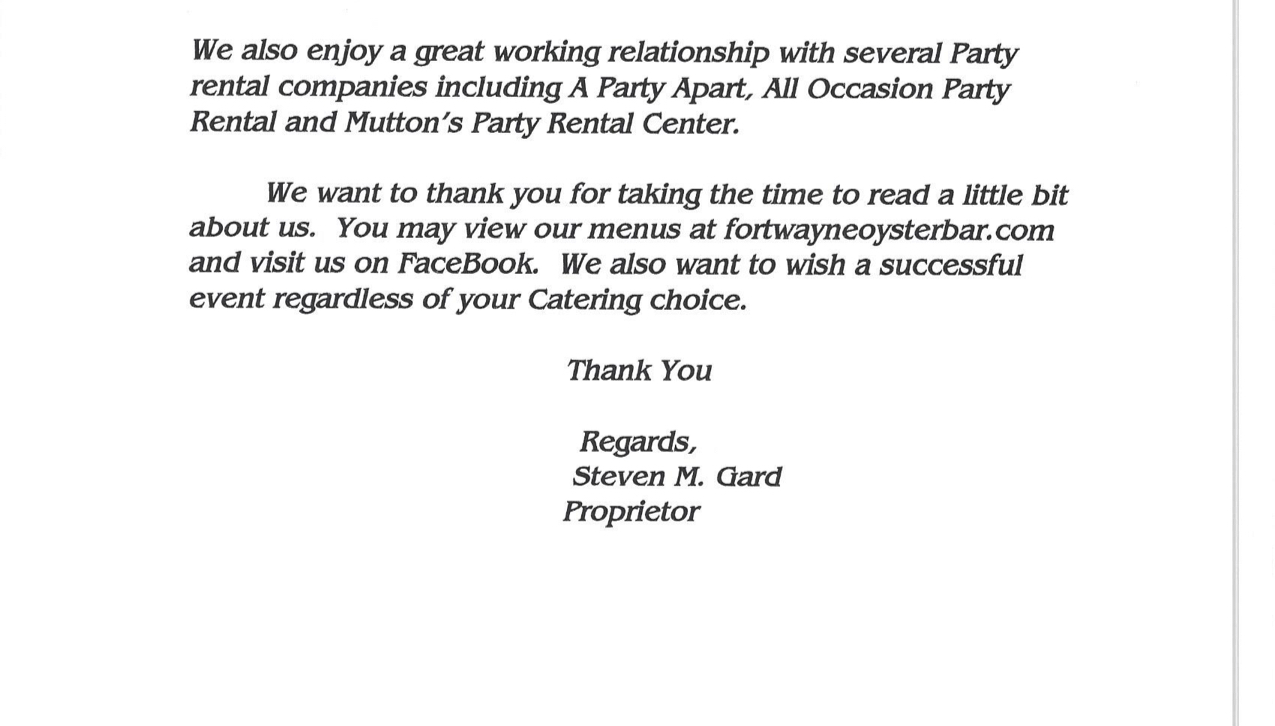 We also enjoy a great working relationship with several Party
rental companies including A Party Apart, All Occasion Party
Rental and Mutton's Party Rental Center.
We want to thank you for taking the time to read a little bit
about us. You may view our menus at fortwayneoysterbar.com
and visit us on FaceBook. We also want to wish a successful
event regardless of your Catering choice.
Thank You
Regards,
Steven M. Gard
Proprietor